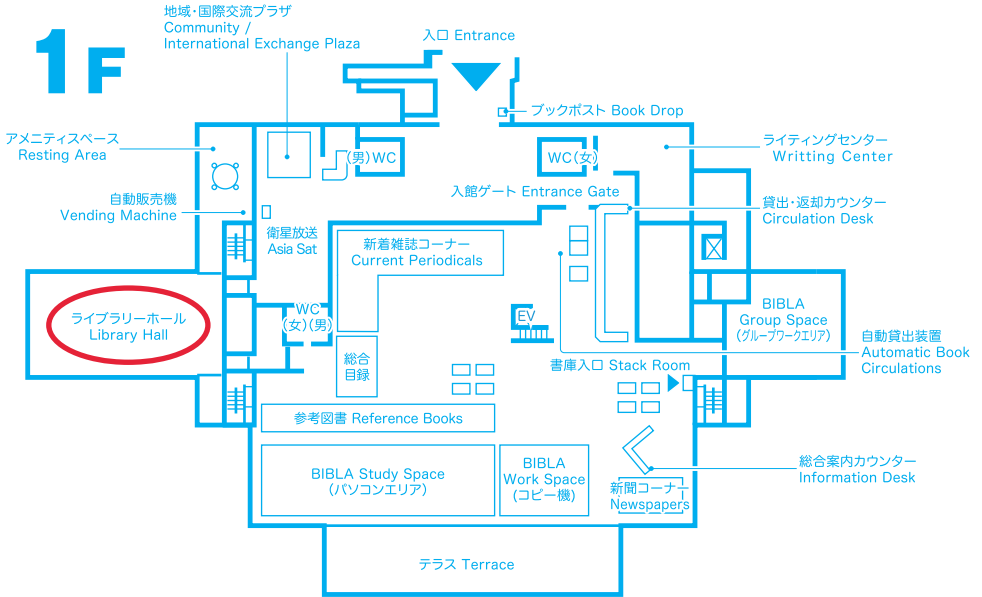 1F
地域・国際交流プラザ
Community /
International Exchange Plaza
入口 Entrance
ブックポスト Book Drop
アメニティスペース
Resting Area
(男)WC
WC(女)
ライティングセンター
Writting Center
自動販売機
Vending Machine
入館ゲート Entrance Gate
貸出・返却カウンター
Circulation Desk
衛星放送
Asia Sat
新着雑誌コーナー
Current Periodicals
ライブラリーホール
Library Hall
WC
(女)(男)
EV
BIBLA
Group Space
(グループワークエリア)
総合
目録
書庫入口 Stack Room
自動貸出装置
Automatic Book
Circulations
参考図書 Reference Books
BIBLA Study Space
(パソコンエリア)
BIBLA
Work Space
(コピー機)
新聞コーナー
Newspapers
総合案内カウンター
Information Desk
テラス Terrace